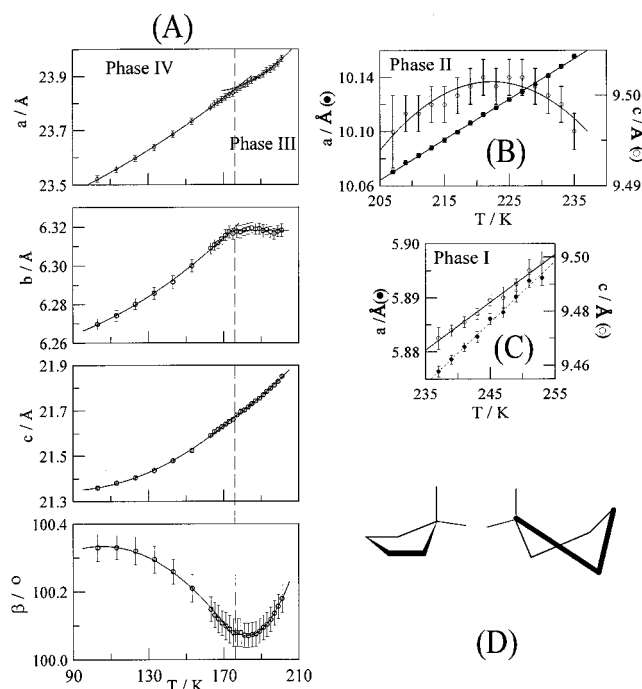 (A)
Phase IV
Phase III
a / Å
23.9
23.7
23.5
b / Å
6.32
6.30
6.28
6.26
c / Å
21.9
21.7
21.5
21.3
β / o
100.4
100.2
100.0
90 130 170 210
T / K
Phase II
(B)
a / Å (●)
10.14
10.10
10.06
c / Å (○)
9.50
9.49
205 215 225 235
T / K
Phase I
(C)
a / Å (●)
5.90
5.89
5.88
c / Å (○)
9.50
9.48
9.46
235 245 255
T / K
(D)